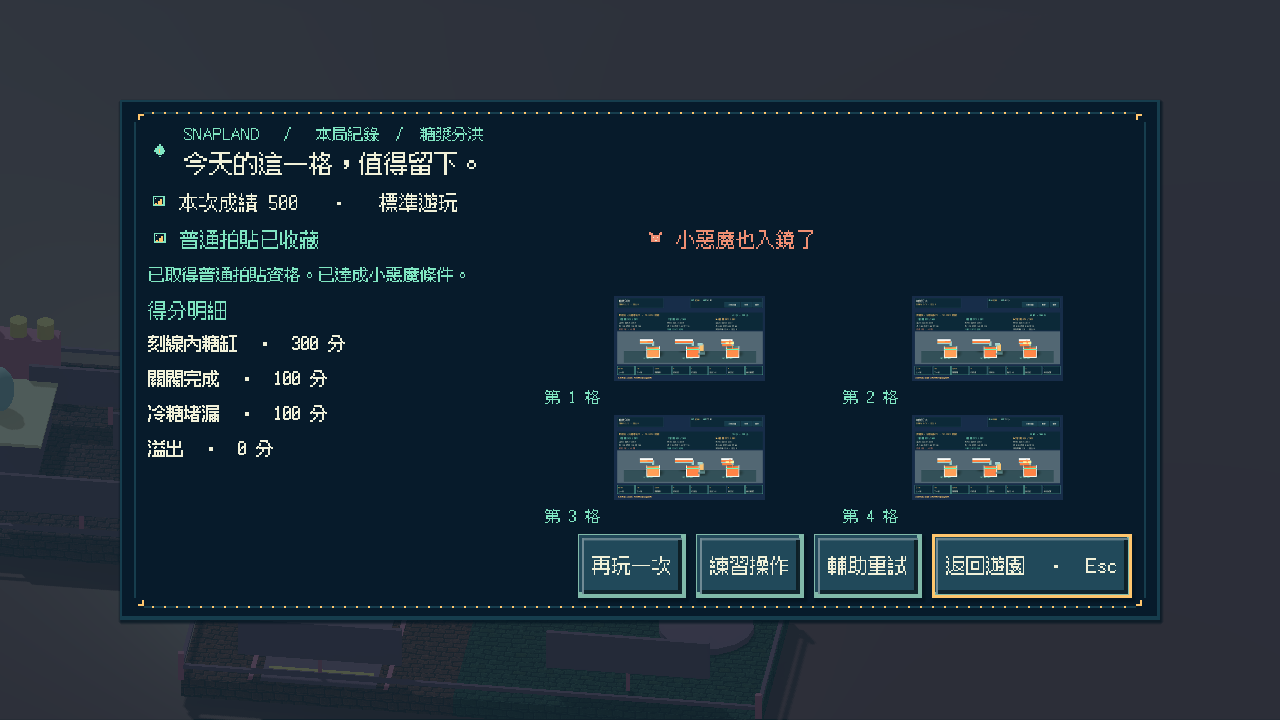 SNAPLAND / 本局紀錄 / 糖漿分洪
今天的這一格，值得留下。
本次成績 500 · 標準遊玩
普通拍貼已收藏
小惡魔也入鏡了
已取得普通拍貼資格。已達成小惡魔條件。
得分明細
刻線內糖缸 · 300 分
關閥完成 · 100 分
冷糖堵漏 · 100 分
溢出 · 0 分
第 1 格
第 2 格
第 3 格
第 4 格
再玩一次
練習操作
輔助重試
返回遊園 · Esc